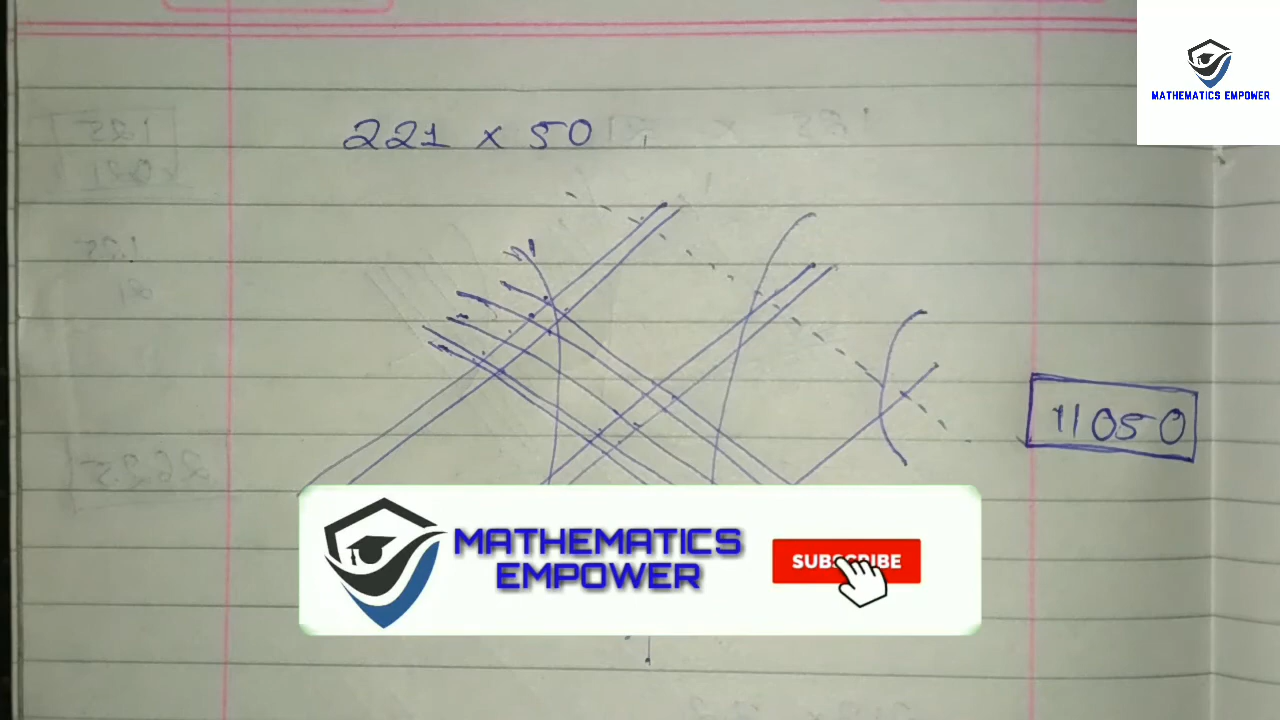 MATHEMATICS EMPOWER
221 x 50
11050
MATHEMATICS
EMPOWER
SUBSCRIBE